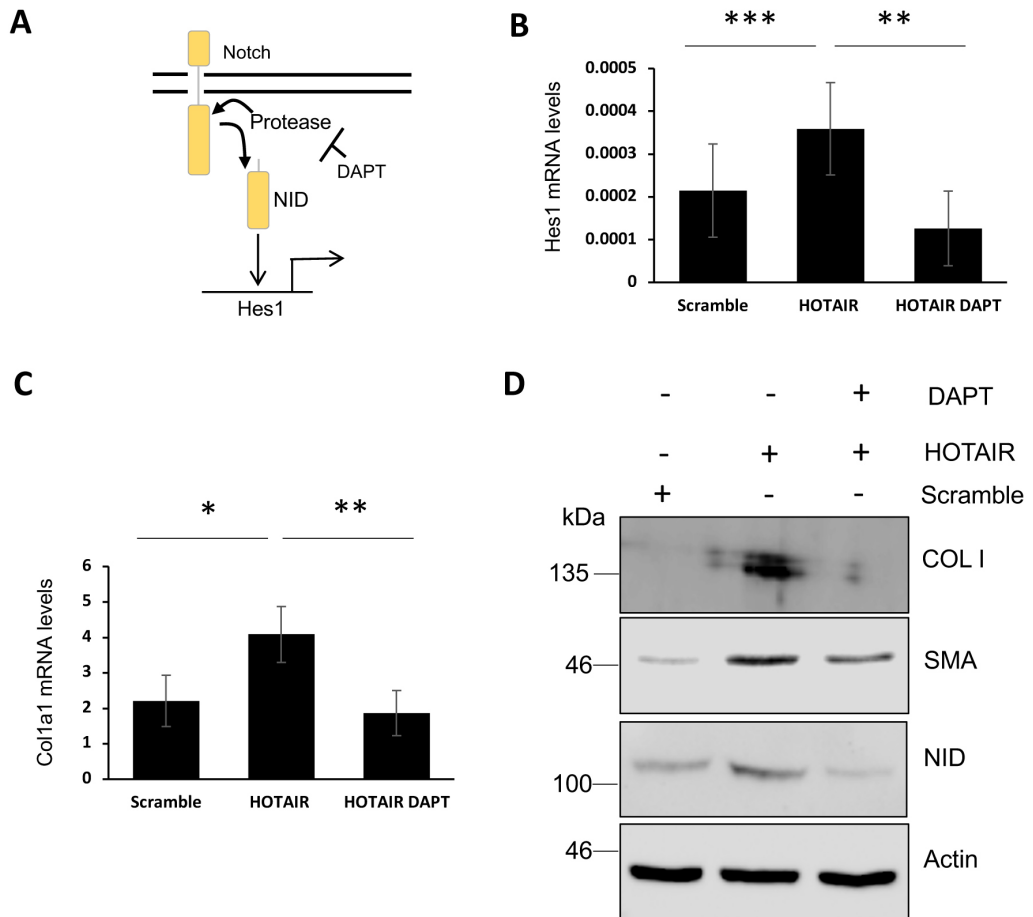 A
Notch
Protease
DAPT
NID
Hes1
B
*** **
Hes1 mRNA levels
0.0005
0.0004
0.0003
0.0002
0.0001
0
Scramble HOTAIR HOTAIR DAPT
C
* **
Col1a1 mRNA levels
6
5
4
3
2
1
0
Scramble HOTAIR HOTAIR DAPT
D
- - + DAPT
- + + HOTAIR
+ - - Scramble
kDa
135 COL I
46 SMA
100 NID
46 Actin